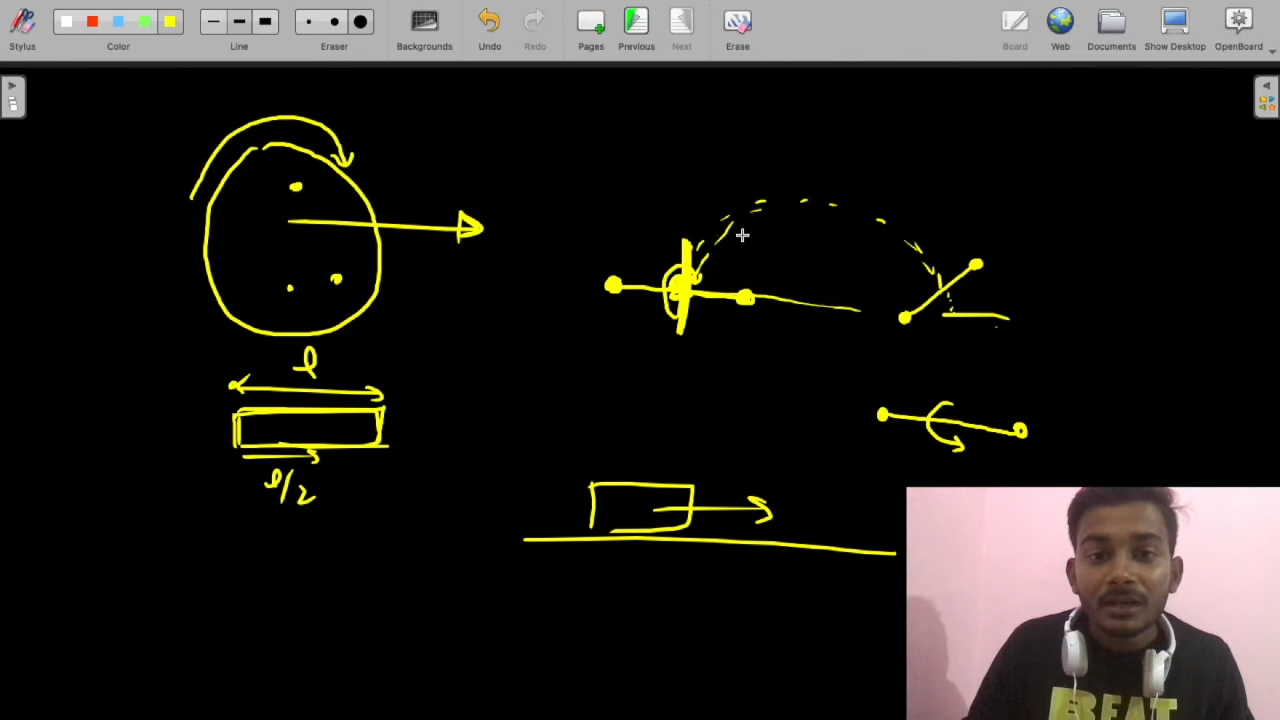 Stylus
Color
Line
Eraser
Backgrounds
Undo
Redo
Pages
Previous
Next
Erase
Board
Web
Documents
Show Desktop
OpenBoard
l
l/2
BEAT